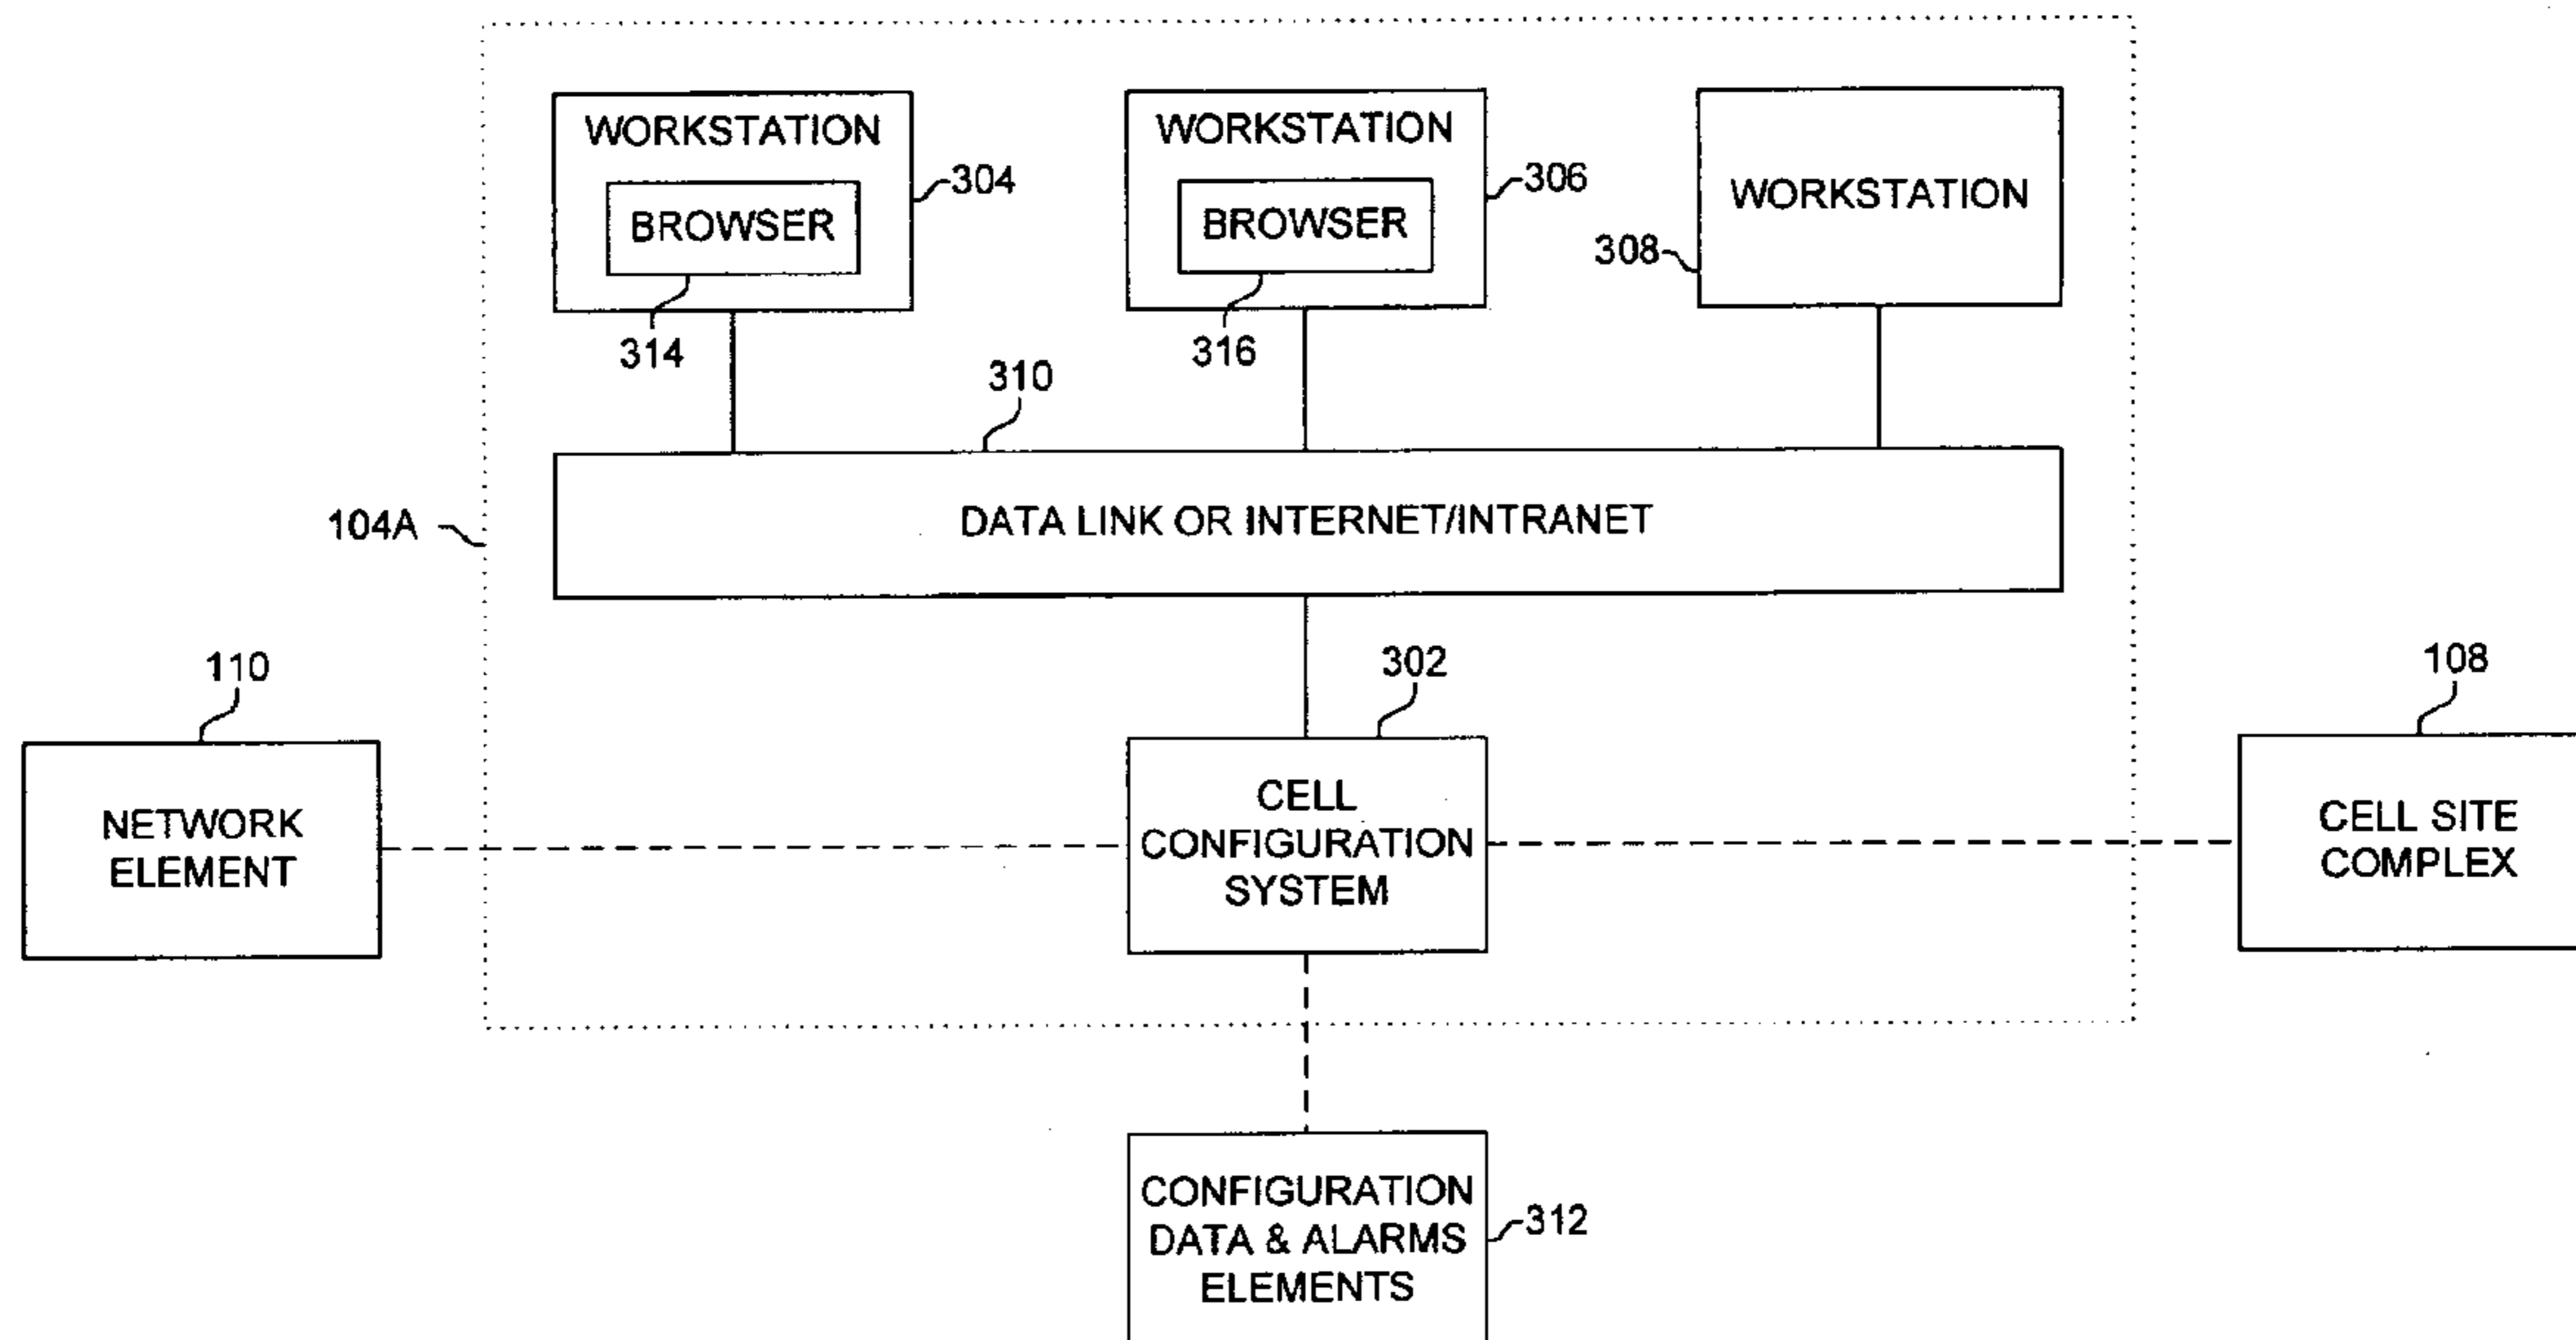 WORKSTATION
BROWSER
304
314
WORKSTATION
BROWSER
306
316
WORKSTATION
308
310
DATA LINK OR INTERNET/INTRANET
104A
110
NETWORK
ELEMENT
302
CELL
CONFIGURATION
SYSTEM
108
CELL SITE
COMPLEX
CONFIGURATION
DATA & ALARMS
ELEMENTS
312